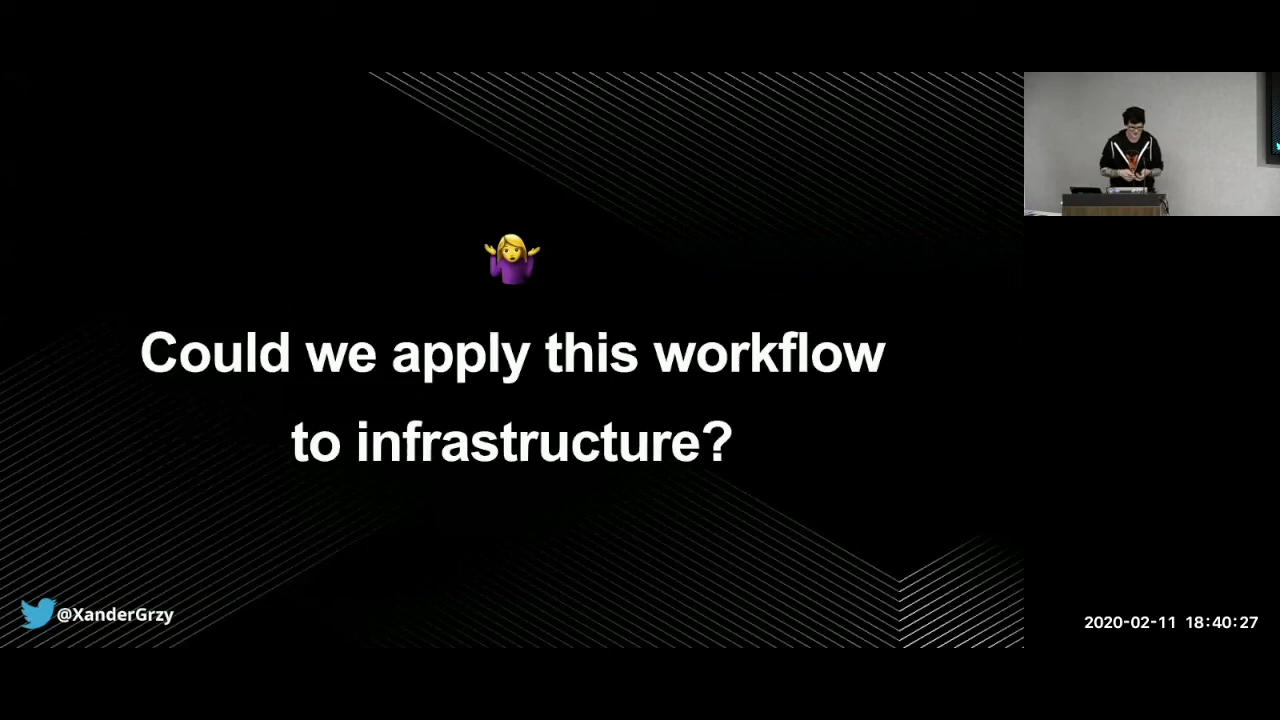 Could we apply this workflow
to infrastructure?
@XanderGrzy
2020-02-11 18:40:27